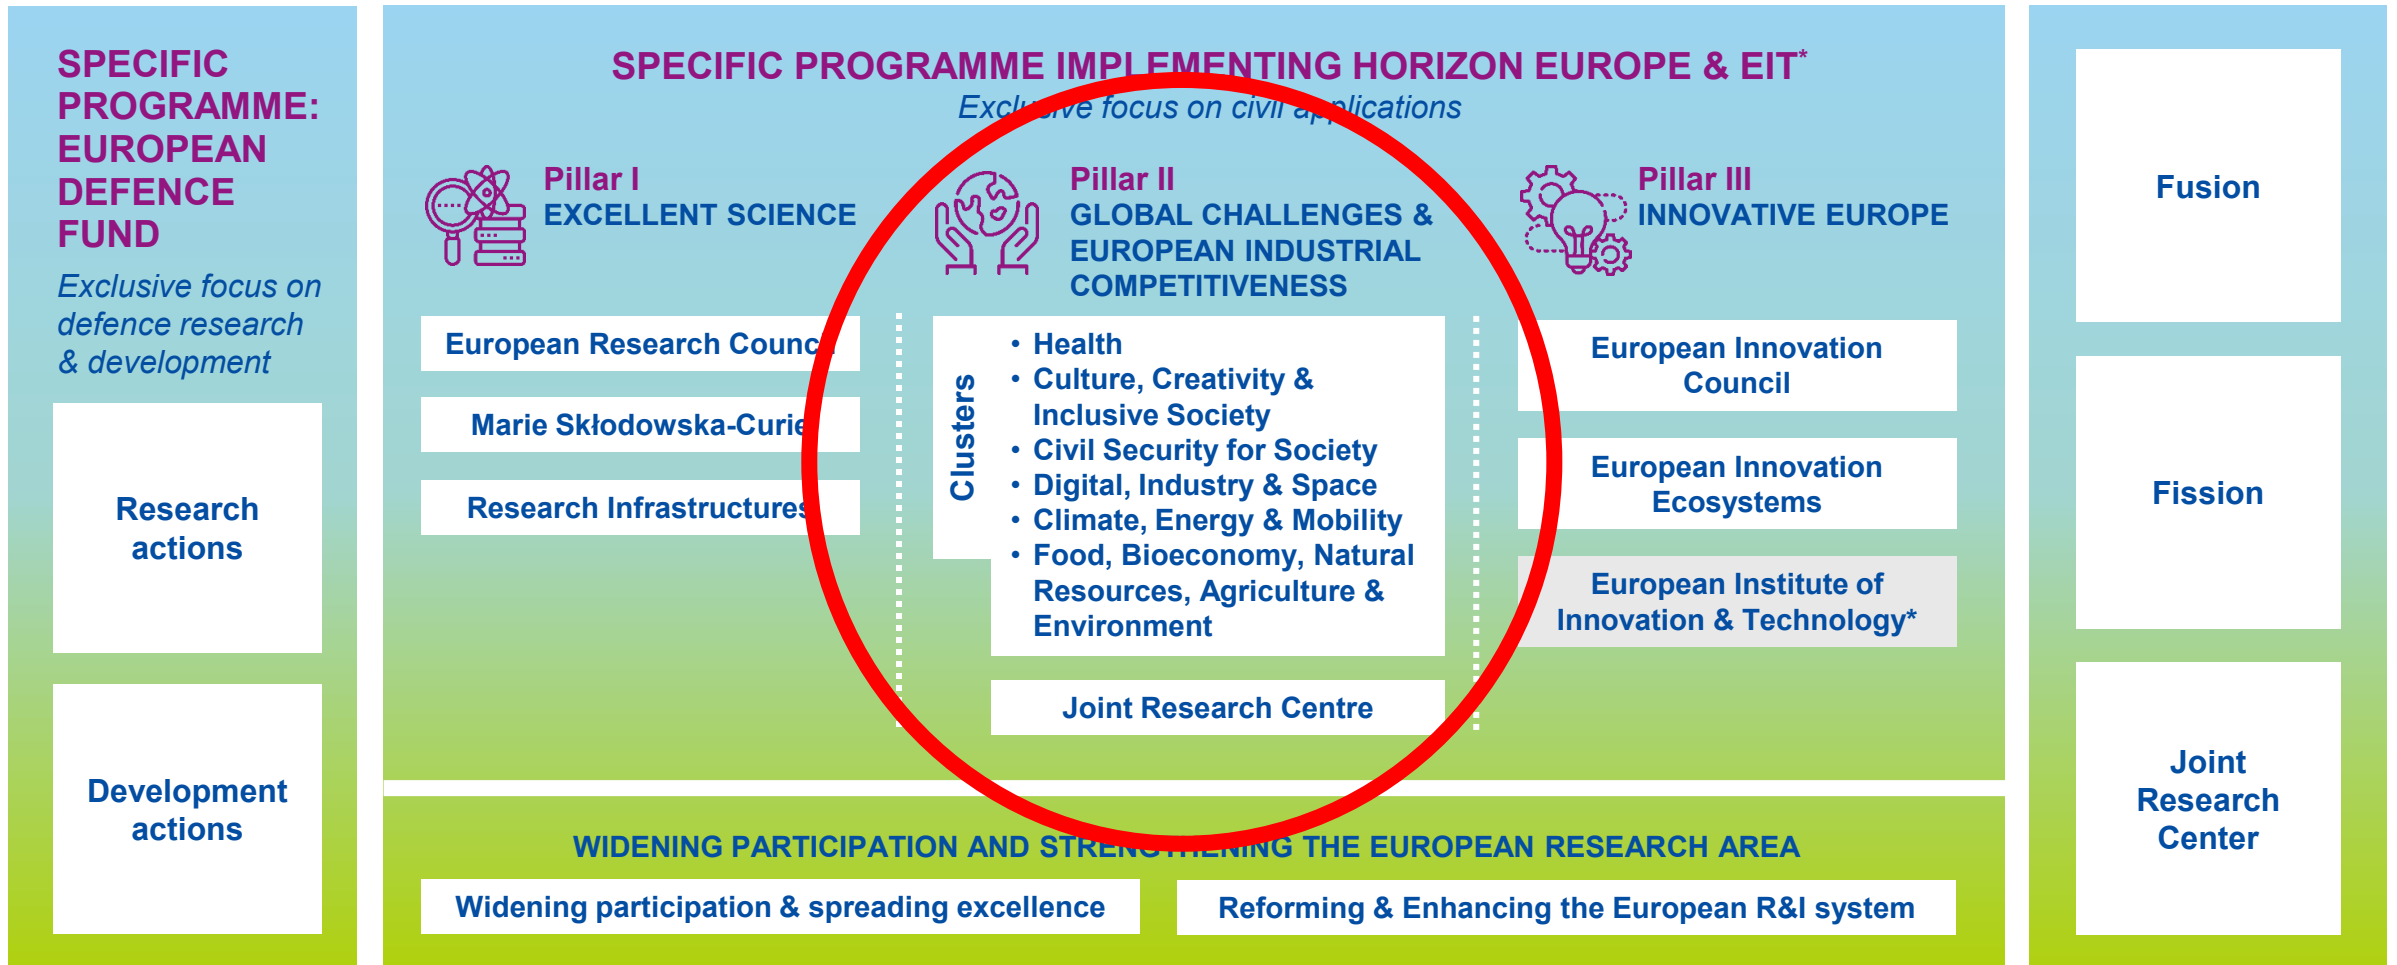 SPECIFIC
PROGRAMME:
EUROPEAN
DEFENCE
FUND
Exclusive focus on
defence research
& development
Research
actions
Development
actions
SPECIFIC PROGRAMME IMPLEMENTING HORIZON EUROPE & EIT*
Exclusive focus on civil applications
Pillar I
EXCELLENT SCIENCE
European Research Council
Marie Skłodowska-Curie
Research Infrastructures
Pillar II
GLOBAL CHALLENGES &
EUROPEAN INDUSTRIAL
COMPETITIVENESS
Clusters
• Health
• Culture, Creativity &
Inclusive Society
• Civil Security for Society
• Digital, Industry & Space
• Climate, Energy & Mobility
• Food, Bioeconomy, Natural
Resources, Agriculture &
Environment
Joint Research Centre
Pillar III
INNOVATIVE EUROPE
European Innovation
Council
European Innovation
Ecosystems
European Institute of
Innovation & Technology*
WIDENING PARTICIPATION AND STRENGTHENING THE EUROPEAN RESEARCH AREA
Widening participation & spreading excellence
Reforming & Enhancing the European R&I system
Fusion
Fission
Joint
Research
Center